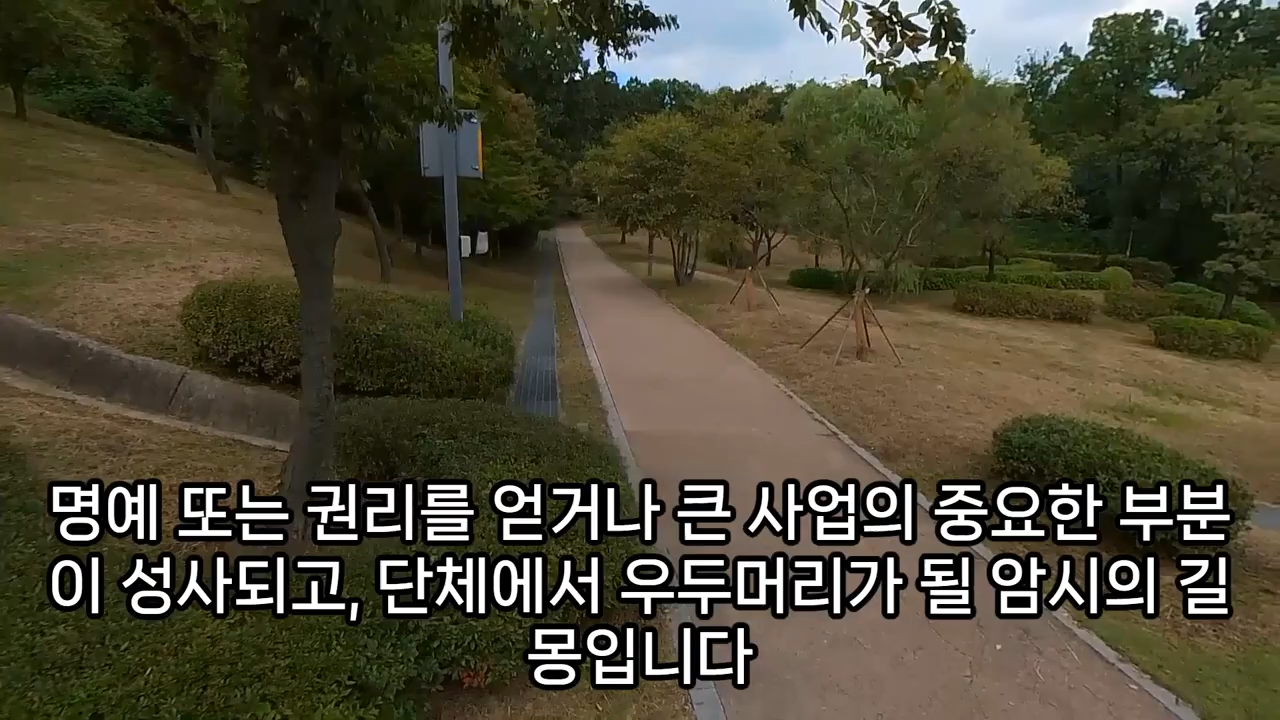 명예 또는 권리를 얻거나 큰 사업의 중요한 부분
이 성사되고, 단체에서 우두머리가 될 암시의 길
몽입니다